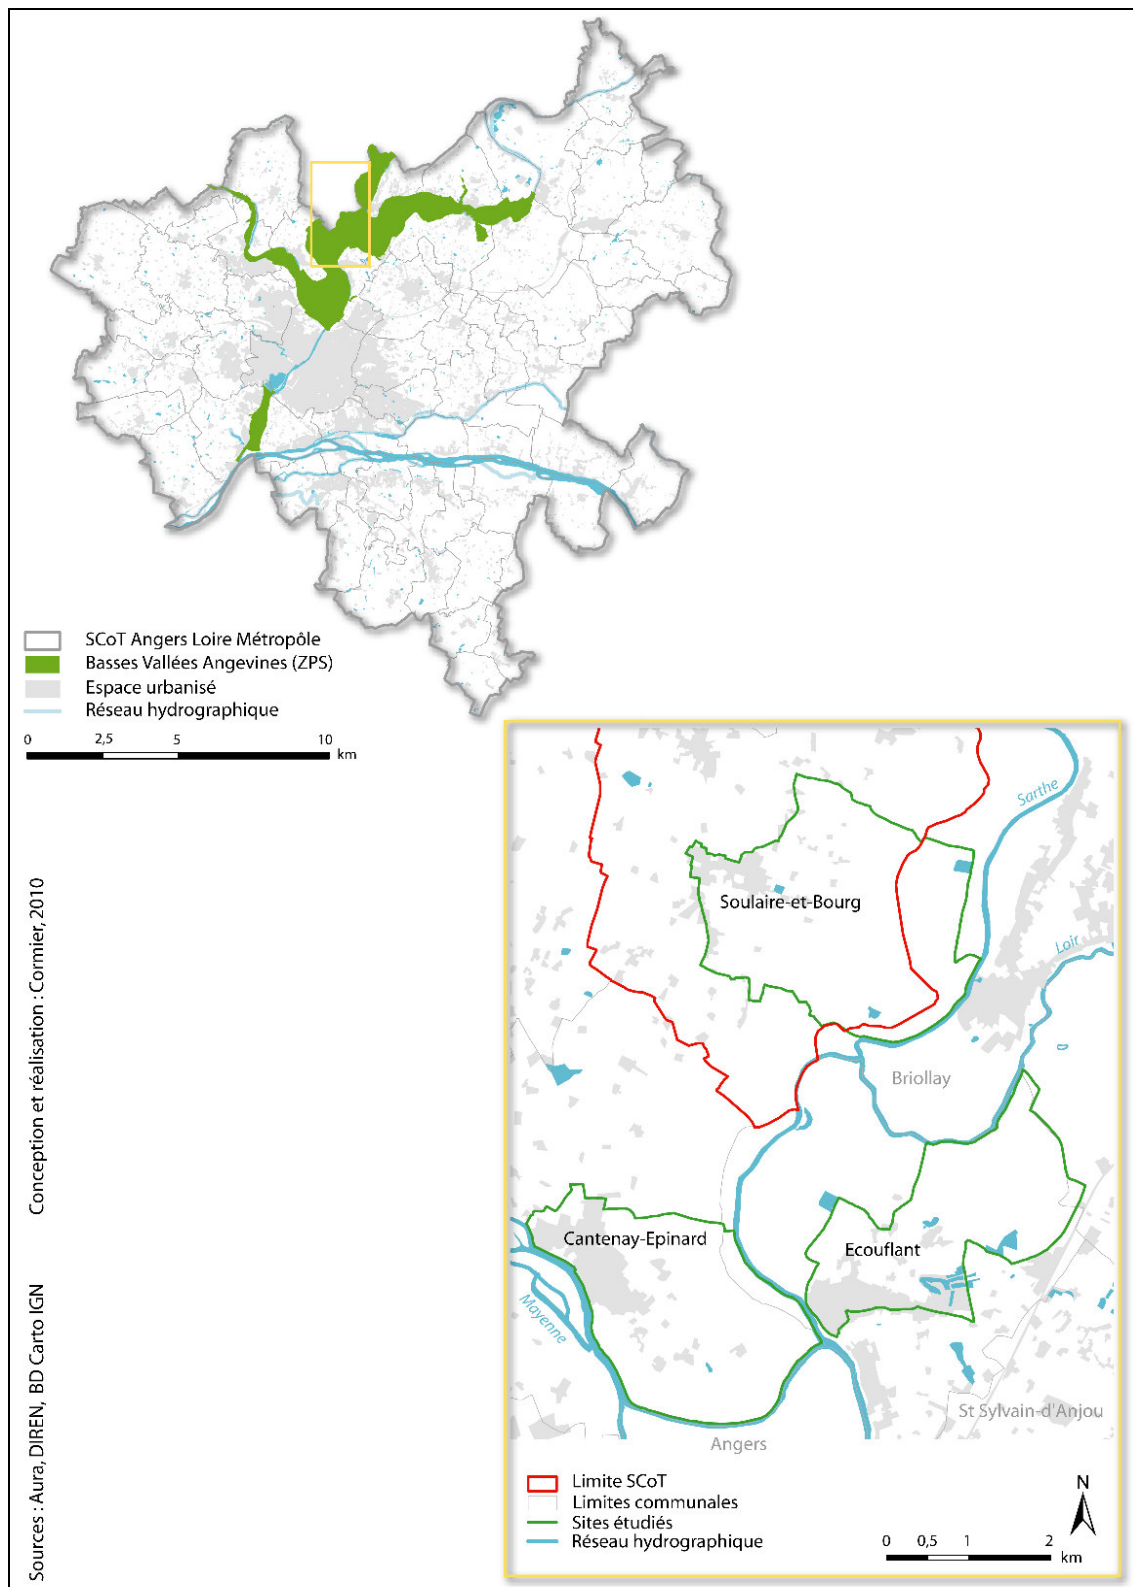 SCoT Angers Loire Métropôle
Basses Vallées Angevines (ZPS)
Espace urbanisé
Réseau hydrographique
0 2,5 5 10
km
Sarthe
Soulaire-et-Bourg
Loir
Briollay
Cantenay-Epinard
Ecouflant
Mayenne
St Sylvain-d'Anjou
Angers
Limite SCoT
Limites communales
Sites étudiés
Réseau hydrographique
N
0 0,5 1 2
km
Sources : Aura, DIREN, BD Carto IGN Conception et réalisation : Cormier, 2010